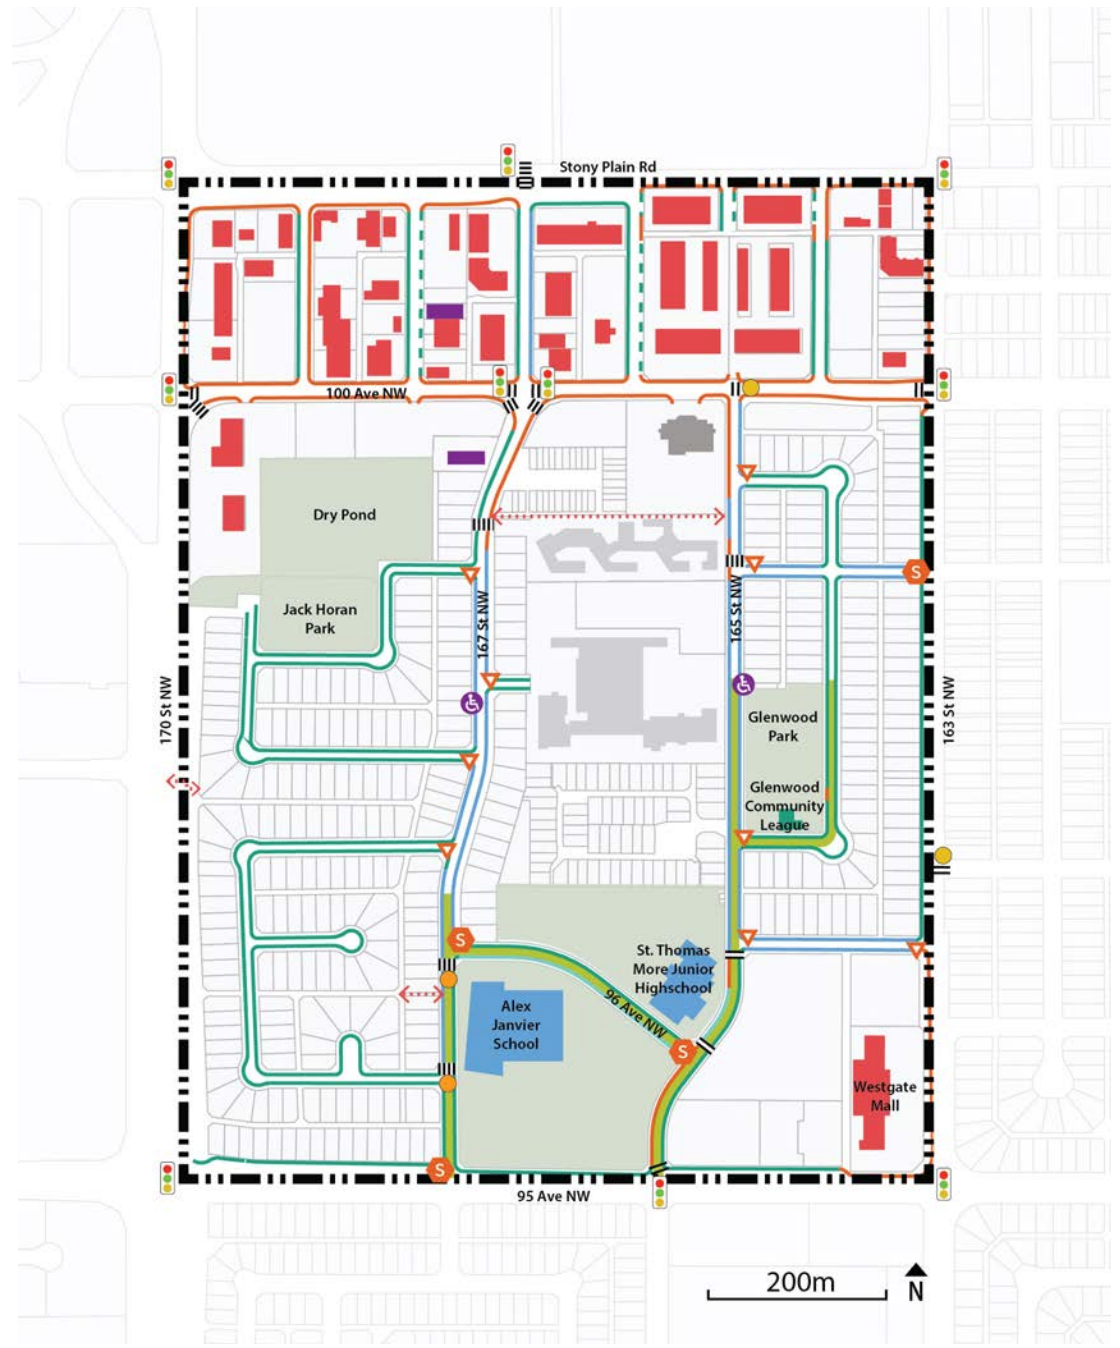 Stony Plain Rd
100 Ave NW
Dry Pond
Jack Horan
Park
167 St NW
165 St NW
S
170 St NW
163 St NW
Glenwood
Park
Glenwood
Community
League
S
St. Thomas
More Junior
Highschool
96 Ave NW
Alex
Janvier
School
S
Westgate
Mall
S
95 Ave NW
200m
N